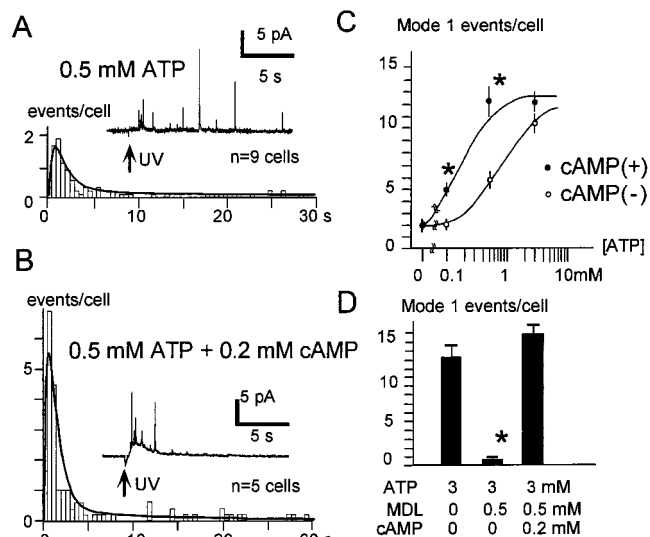 A
5 pA
5 s
0.5 mM ATP
events/cell
UV
n=9 cells
2
1
0
0
10
20
30 s
B
events/cell
0.5 mM ATP + 0.2 mM cAMP
5 pA
5 s
UV
n=5 cells
5
0
C
Mode 1 events/cell
15
10
5
0
*
*
cAMP(+)
cAMP(-)
[ATP]
0
0.1
1
10mM
D
Mode 1 events/cell
15
10
5
0
*
ATP 3 3 3 mM
MDL 0 0.5 0.5 mM
cAMP 0 0 0.2 mM